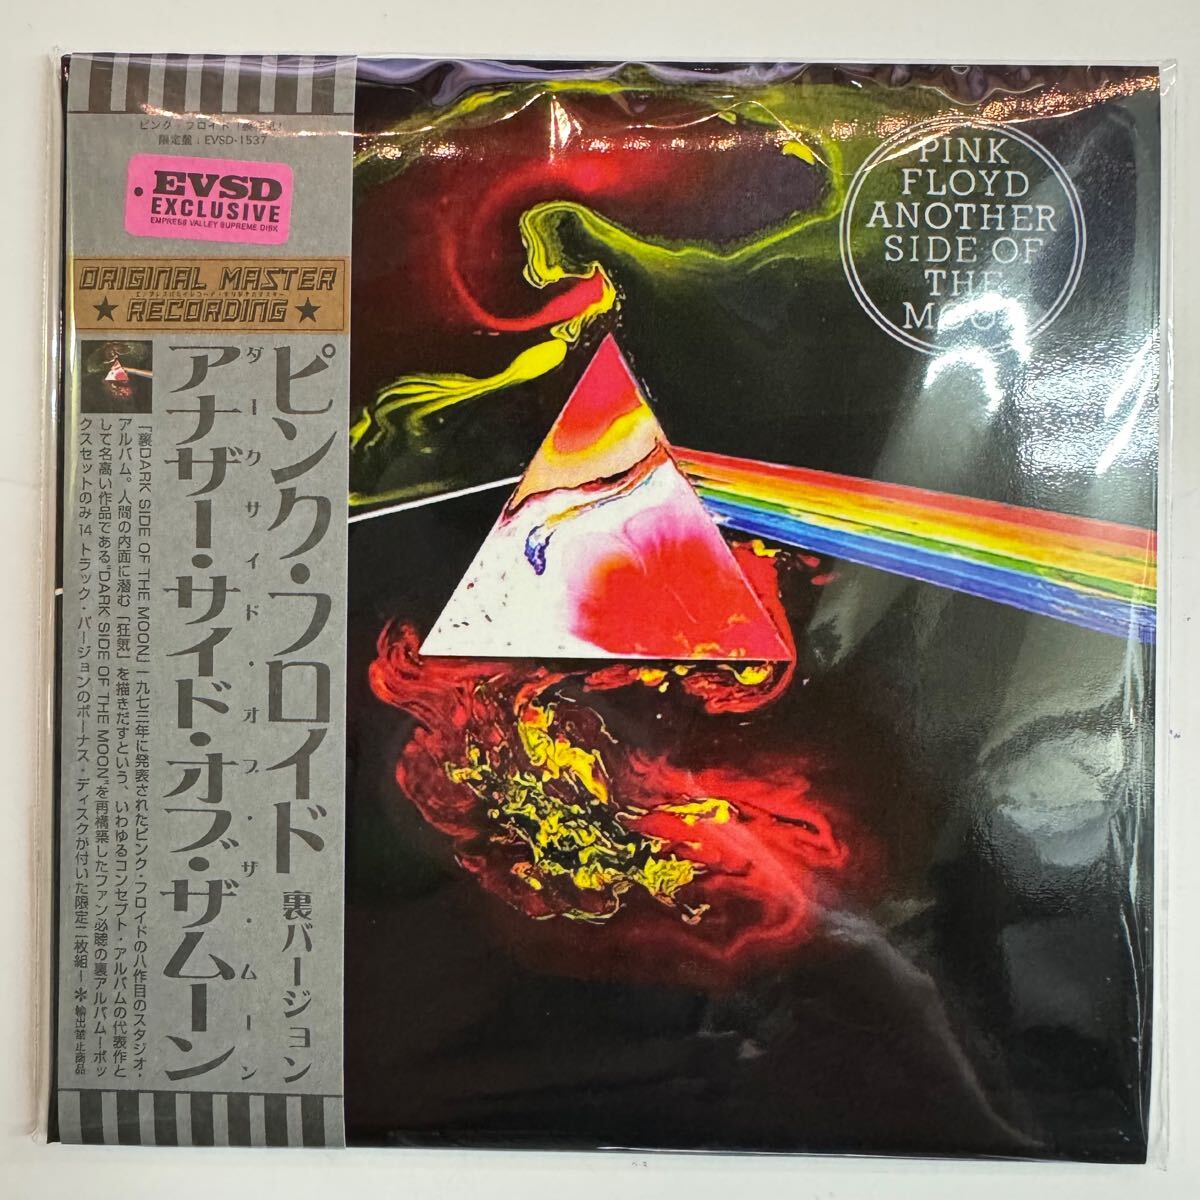 ピンク・フロイド「裏狂気」
限定盤：EVSD-1537
EVSD
EXCLUSIVE
EMPRESS VALLEY SUPREME DISK
ORIGINAL MASTER
★ RECORDING ★
ピンク・フロイド 裏バージョン
ダークサイド・オブ・ザ・ムーン
アナザー・サイド・オブ・ザムーン
「裏DARK SIDE OF THE MOON」一九七三年に発表されたピンク・フロイドの八作目のスタジオ・
アルバム。人間の内面に潜む「狂気」を描きだすという、いわゆるコンセプト・アルバムの代表作と
して名高い作品である"DARK SIDE OF THE MOON"を再構築したファン必聴の裏アルバム！ボッ
クスセットのみ14トラック・バージョンのボーナス・ディスクが付いた限定二枚組！＊輸出禁止商品
PINK
FLOYD
ANOTHER
SIDE OF
THE
MOON